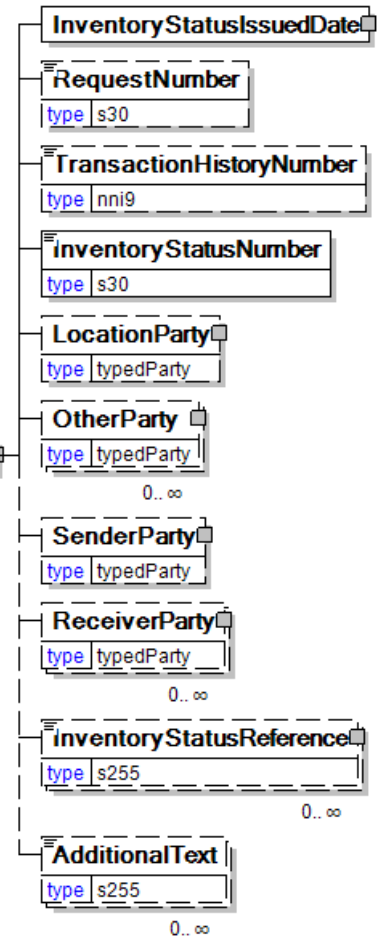 InventoryStatusIssuedDate
RequestNumber
type s30
TransactionHistoryNumber
type nni9
InventoryStatusNumber
type s30
LocationParty
type typedParty
OtherParty
type typedParty
0.. ∞
SenderParty
type typedParty
ReceiverParty
type typedParty
0.. ∞
InventoryStatusReference
type s255
0.. ∞
AdditionalText
type s255
0.. ∞